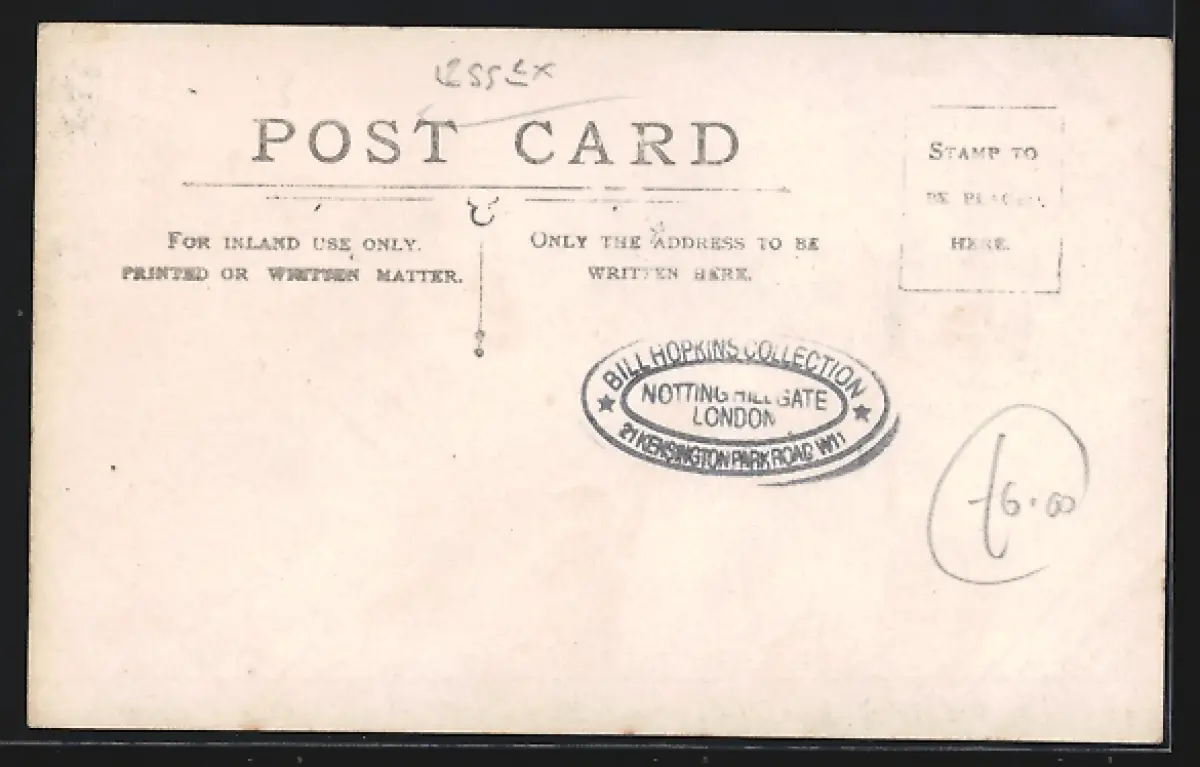 POST CARD
FOR INLAND USE ONLY.
PRINTED OR WRITTEN MATTER.
ONLY THE ADDRESS TO BE
WRITTEN HERE.
STAMP TO
BE PLACED
HERE.
BILL HOPKINS COLLECTION
NOTTING HILL GATE
LONDON
21 KENSINGTON PARK ROAD W11
£6.00